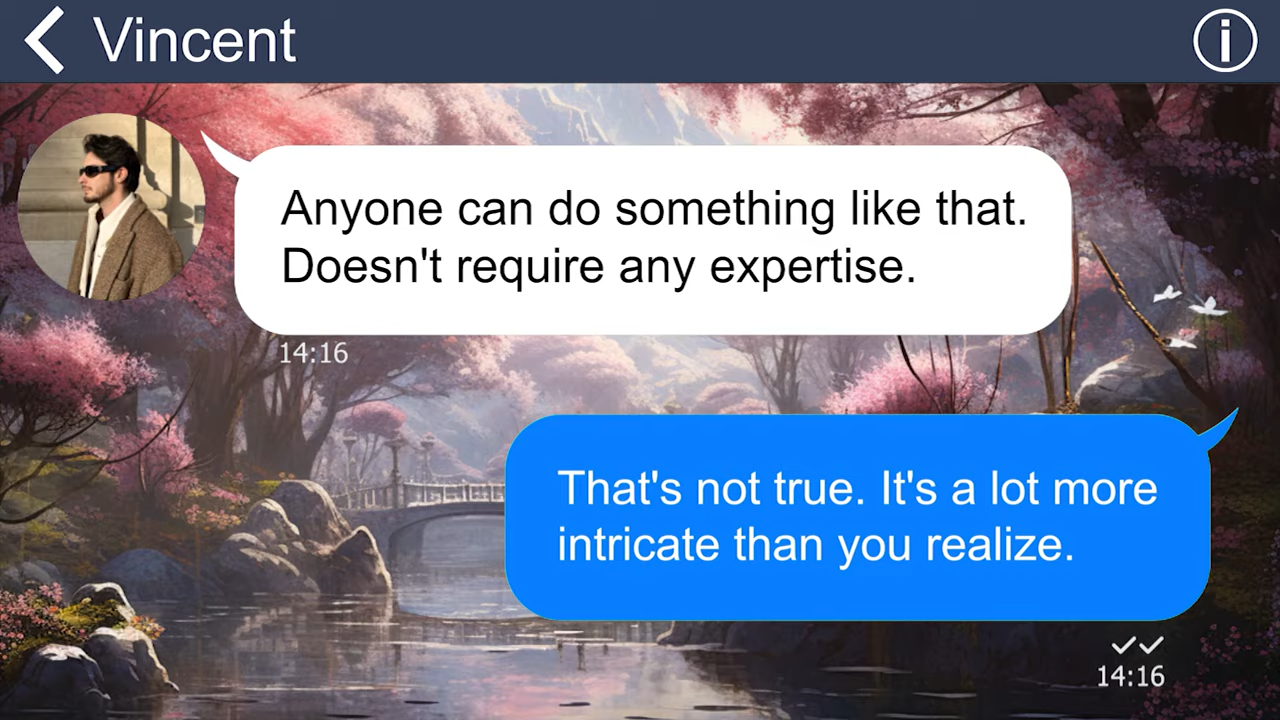 Vincent
Anyone can do something like that.
Doesn't require any expertise.
14:16
That's not true. It's a lot more
intricate than you realize.
14:16